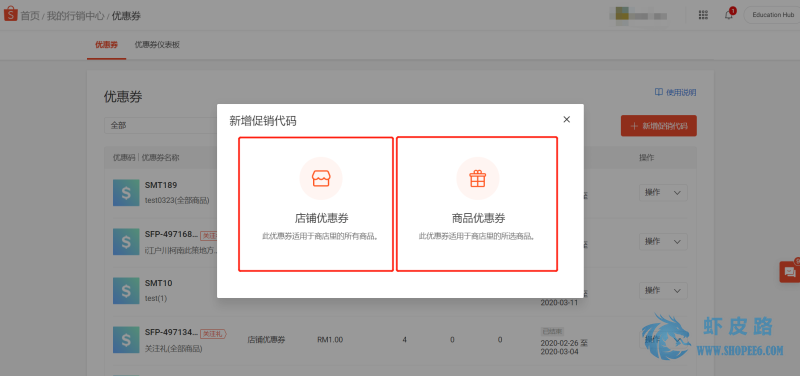 首页 / 我的行销中心 / 优惠券
1
Education Hub
优惠券
优惠券仪表板
优惠券
使用说明
全部
新增促销代码
新增促销代码
店铺优惠券
此优惠券适用于商店里的所有商品。
商品优惠券
此优惠券适用于商店里的所选商品。
优惠码 | 优惠券名称
操作
SMT189
test0323(全部商品)
操作
SFP-497168...
i江户川柯南此策地方...
操作
SMT10
test(1)
2020-03-11
操作
SFP-497134...
关注礼
关注礼(全部商品)
店铺优惠券
RM1.00
4
0
0
已结束
2020-02-26 至
2020-03-04
操作
虾皮路
WWW.SHOPEE6.COM